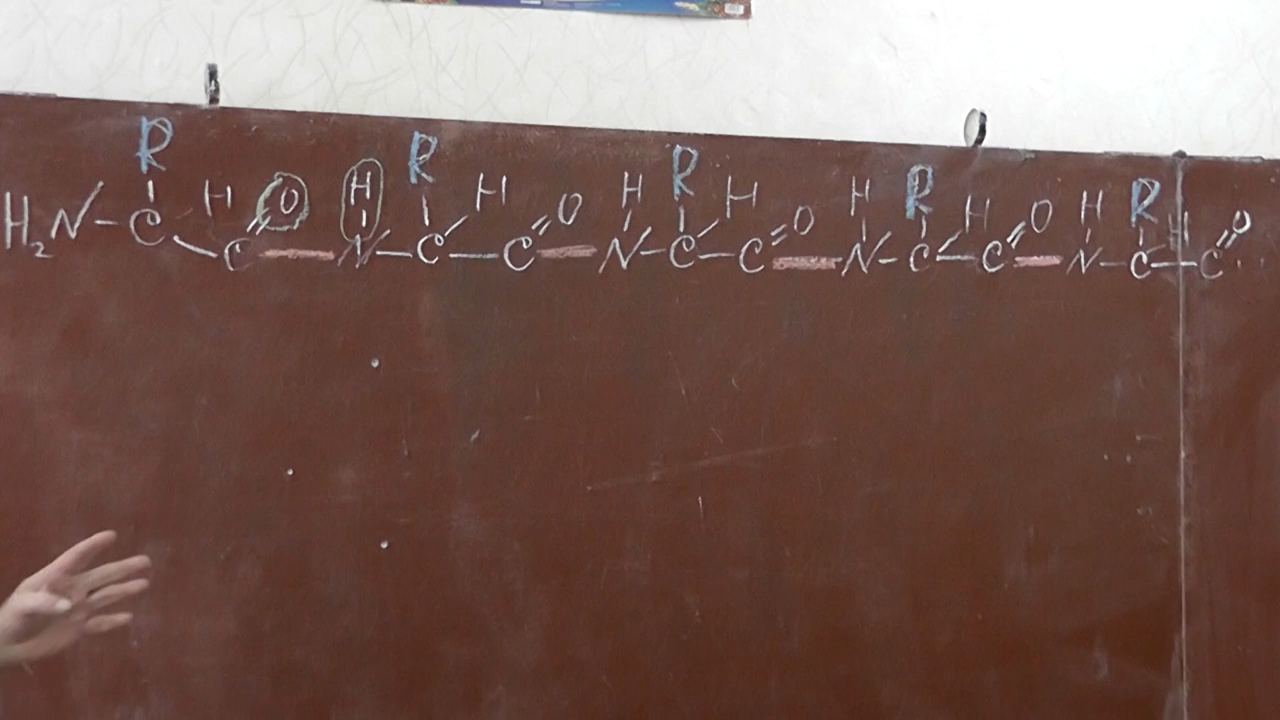 R R R R R
H O H H H O H H O H H O H H O
H₂N–C–C–N–C–C–N–C–C–N–C–C–N–C–C..